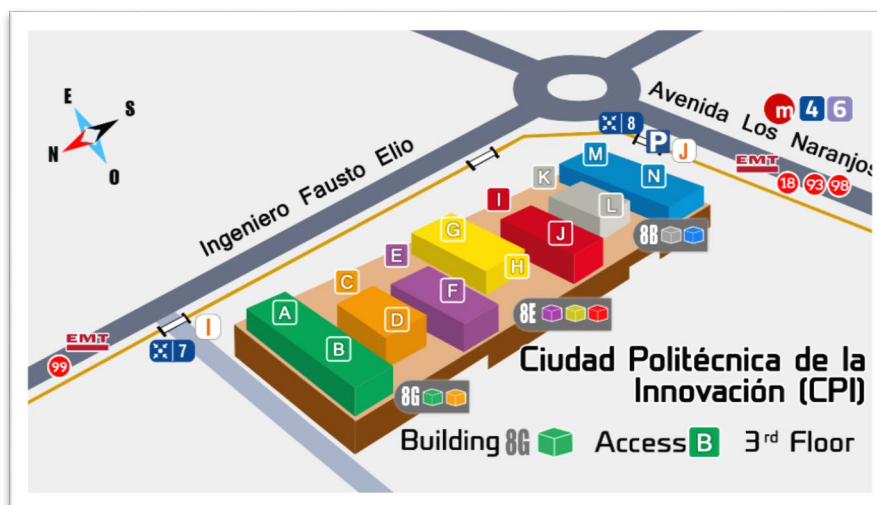 E
S
N
O
Ingeniero Fausto Elio
Avenida Los Naranjos
m 4 6
8
P J
EMT
18 93 98
M
N
K
L
I
J
8B
G
H
E
F
8E
C
D
A
B
8G
I
7
EMT
99
Ciudad Politécnica de la
Innovación (CPI)
Building 8G Access B 3rd Floor